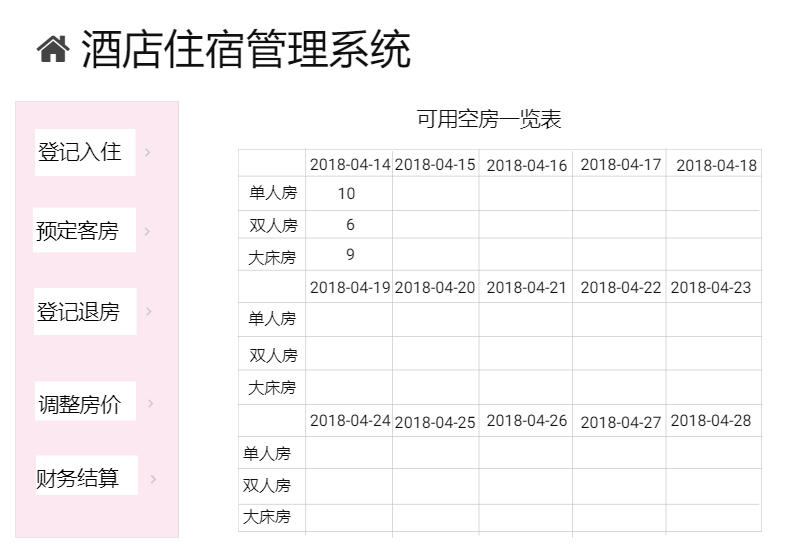 酒店住宿管理系统
登记入住
预定客房
登记退房
调整房价
财务结算
可用空房一览表
2018-04-14 2018-04-15 2018-04-16 2018-04-17 2018-04-18
单人房 10
双人房 6
大床房 9
2018-04-19 2018-04-20 2018-04-21 2018-04-22 2018-04-23
单人房
双人房
大床房
2018-04-24 2018-04-25 2018-04-26 2018-04-27 2018-04-28
单人房
双人房
大床房